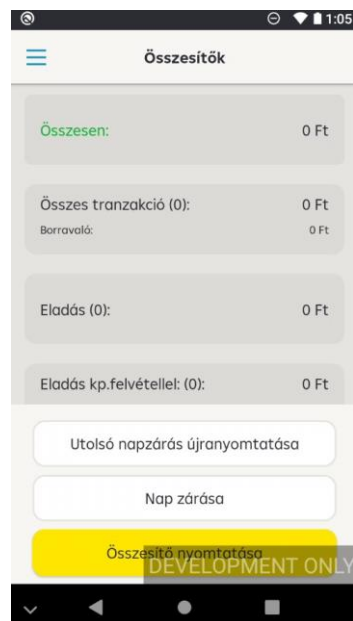 1:05
Összesítők
Összesen: 0 Ft
Összes tranzakció (0): 0 Ft
Borravaló: 0 Ft
Eladás (0): 0 Ft
Eladás kp.felvétellel: (0): 0 Ft
Utolsó napzárás újranyomtatása
Nap zárása
Összesítő nyomtatása
DEVELOPMENT ONLY